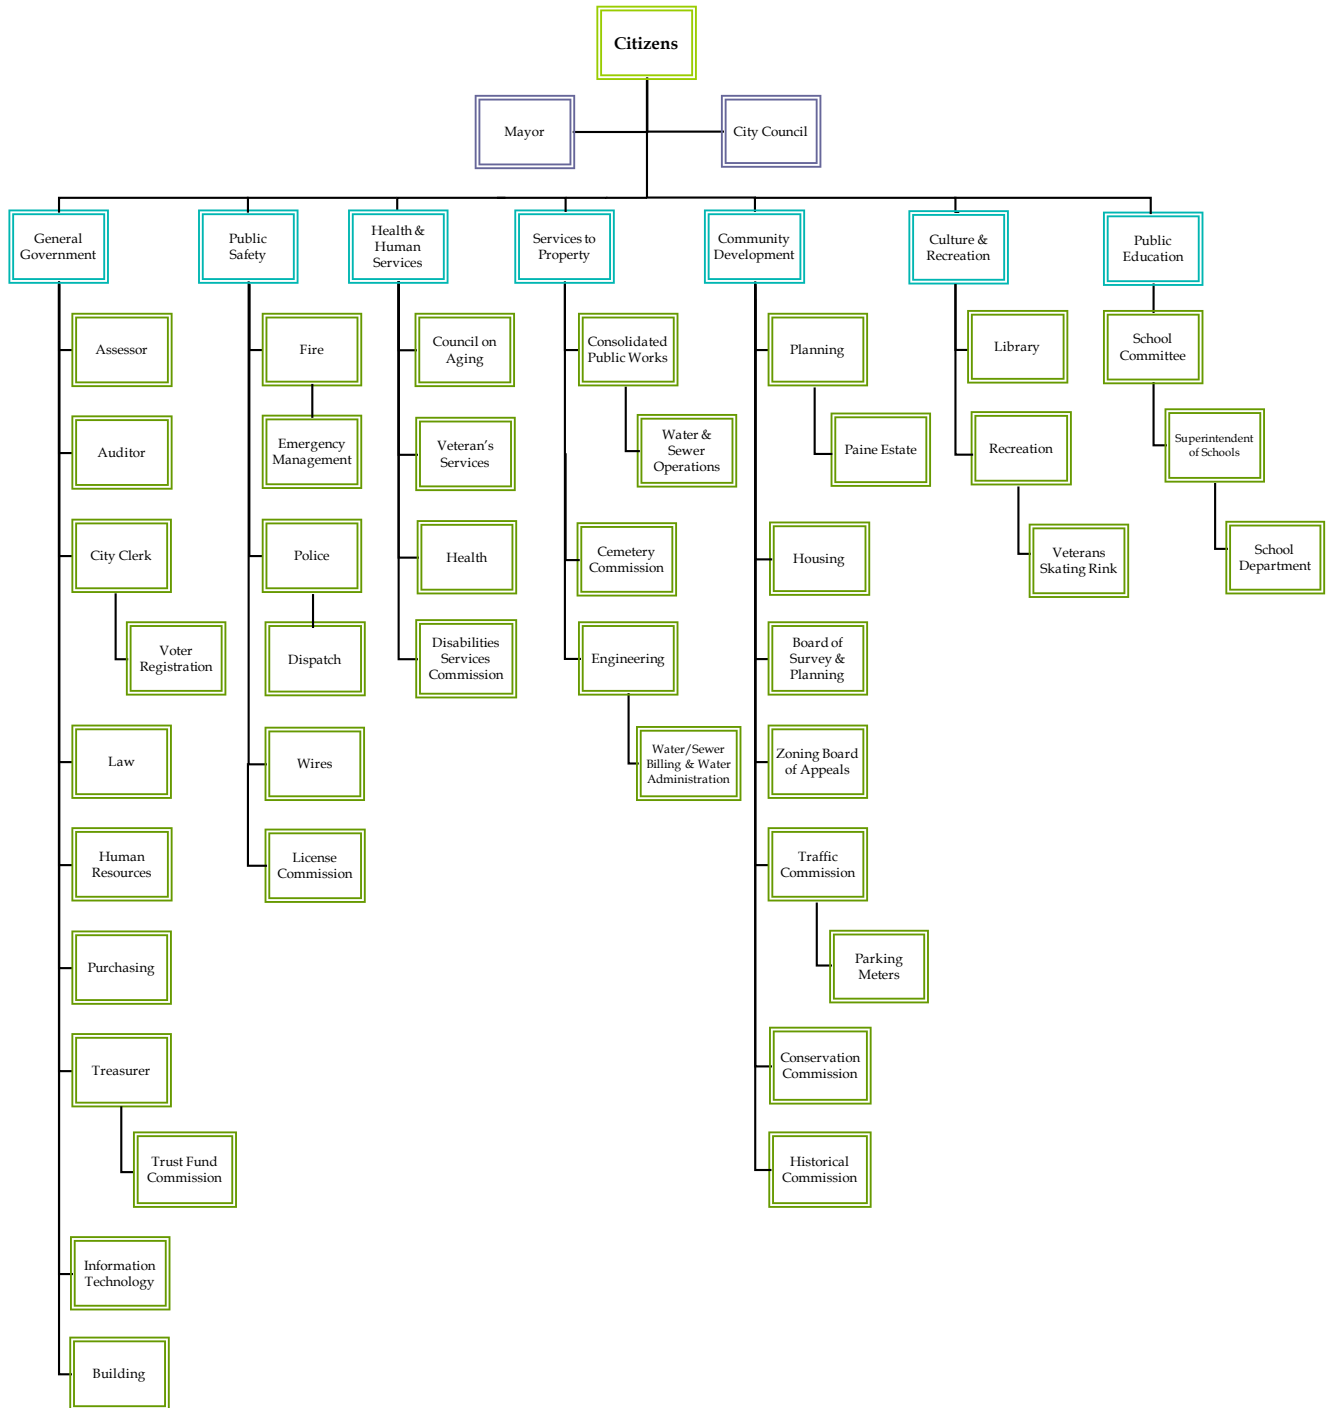 Citizens
Mayor
City Council
General
Government
Public
Safety
Health &
Human
Services
Services to
Property
Community
Development
Culture &
Recreation
Public
Education
Assessor
Auditor
City Clerk
Voter
Registration
Law
Human
Resources
Purchasing
Treasurer
Trust Fund
Commission
Information
Technology
Building
Fire
Emergency
Management
Police
Dispatch
Wires
License
Commission
Council on
Aging
Veteran’s
Services
Health
Disabilities
Services
Commission
Consolidated
Public Works
Water &
Sewer
Operations
Cemetery
Commission
Engineering
Water/Sewer
Billing & Water
Administration
Planning
Paine Estate
Housing
Board of
Survey &
Planning
Zoning Board
of Appeals
Traffic
Commission
Parking
Meters
Conservation
Commission
Historical
Commission
Library
Recreation
Veterans
Skating Rink
School
Committee
Superintendent
of Schools
School
Department